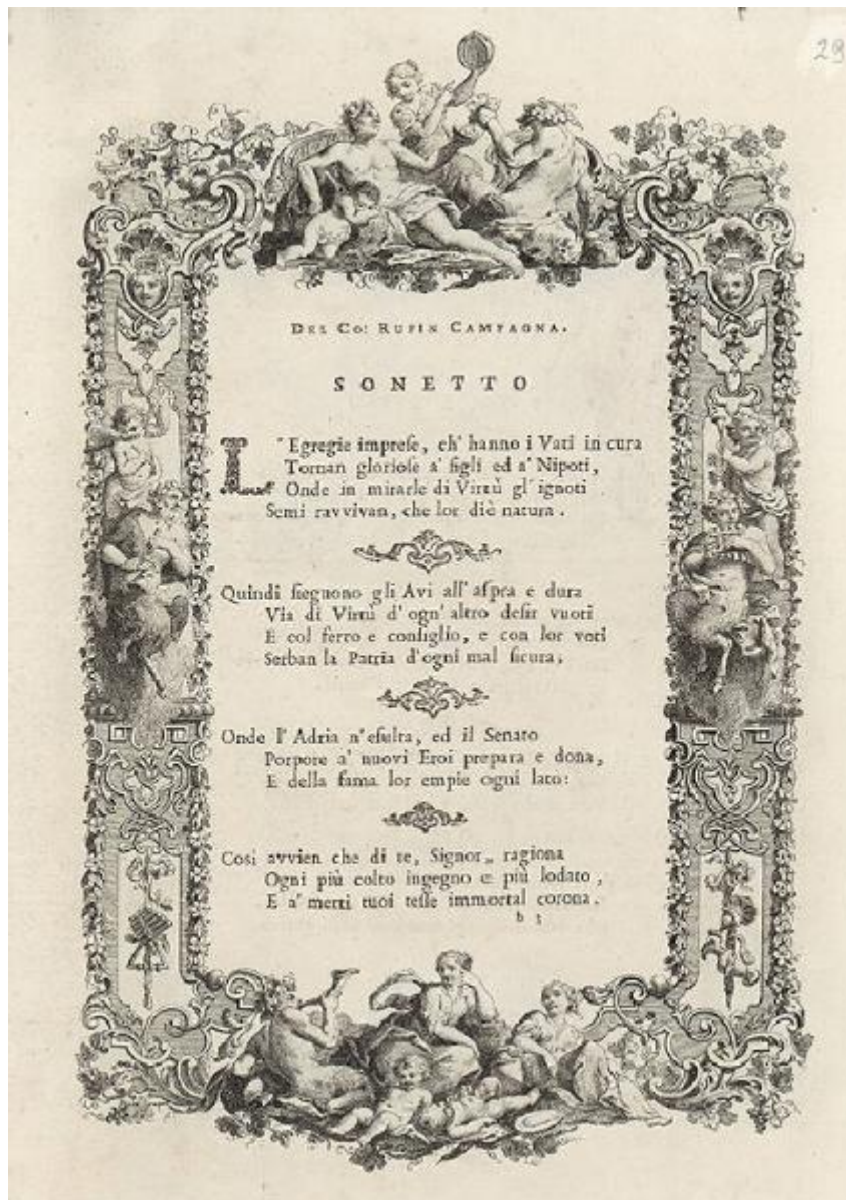 29
DEL CO: RUFIN CAMPAGNA.
SONETTO
L'Egregie impreſe, ch' hanno i Vati in cura
Tornan glorioſe a' figli ed a' Nipoti,
Onde in mirarle di Virtù gl' ignoti
Semi ravvivan, che lor diè natura.
Quindi ſieguono gli Avi all' aſpra e dura
Via di Virtù d' ogn' altro deſir vuoti
E col ferro e conſiglio, e con lor voti
Serban la Patria d'ogni mal ſicura;
Onde l' Adria n' eſulta, ed il Senato
Porpore a' nuovi Eroi prepara e dona,
E della fama lor empie ogni lato:
Così avvien che di te, Signor, ragiona
Ogni più colto ingegno e più lodato,
E a' merti tuoi teſſe immortal corona.
b 3